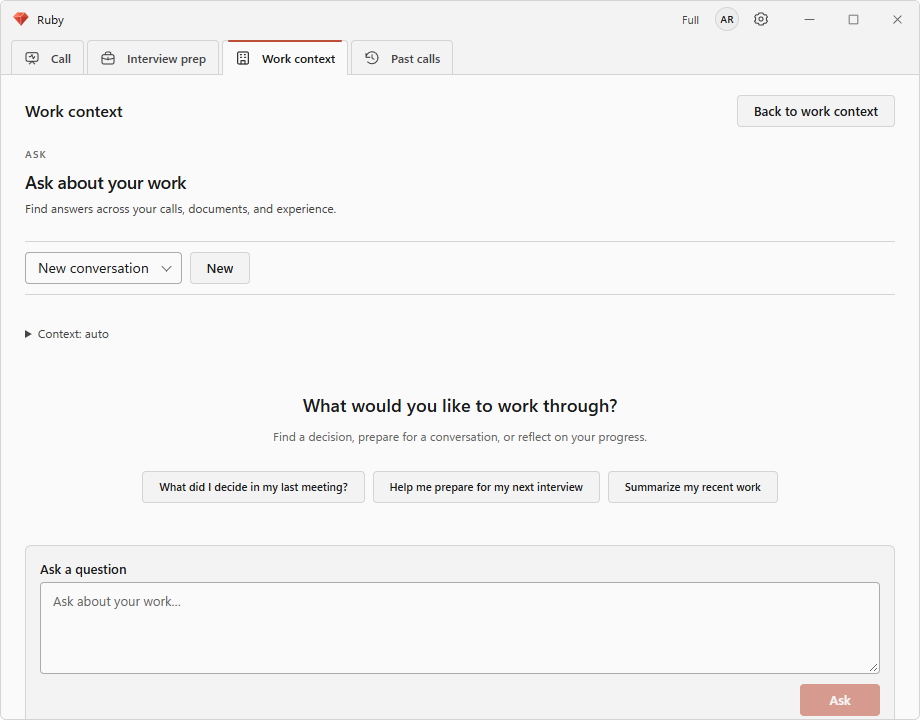 Ruby
Full
AR
Call
Interview prep
Work context
Past calls
Work context
Back to work context
ASK
Ask about your work
Find answers across your calls, documents, and experience.
New conversation
New
Context: auto
What would you like to work through?
Find a decision, prepare for a conversation, or reflect on your progress.
What did I decide in my last meeting?
Help me prepare for my next interview
Summarize my recent work
Ask a question
Ask about your work...
Ask